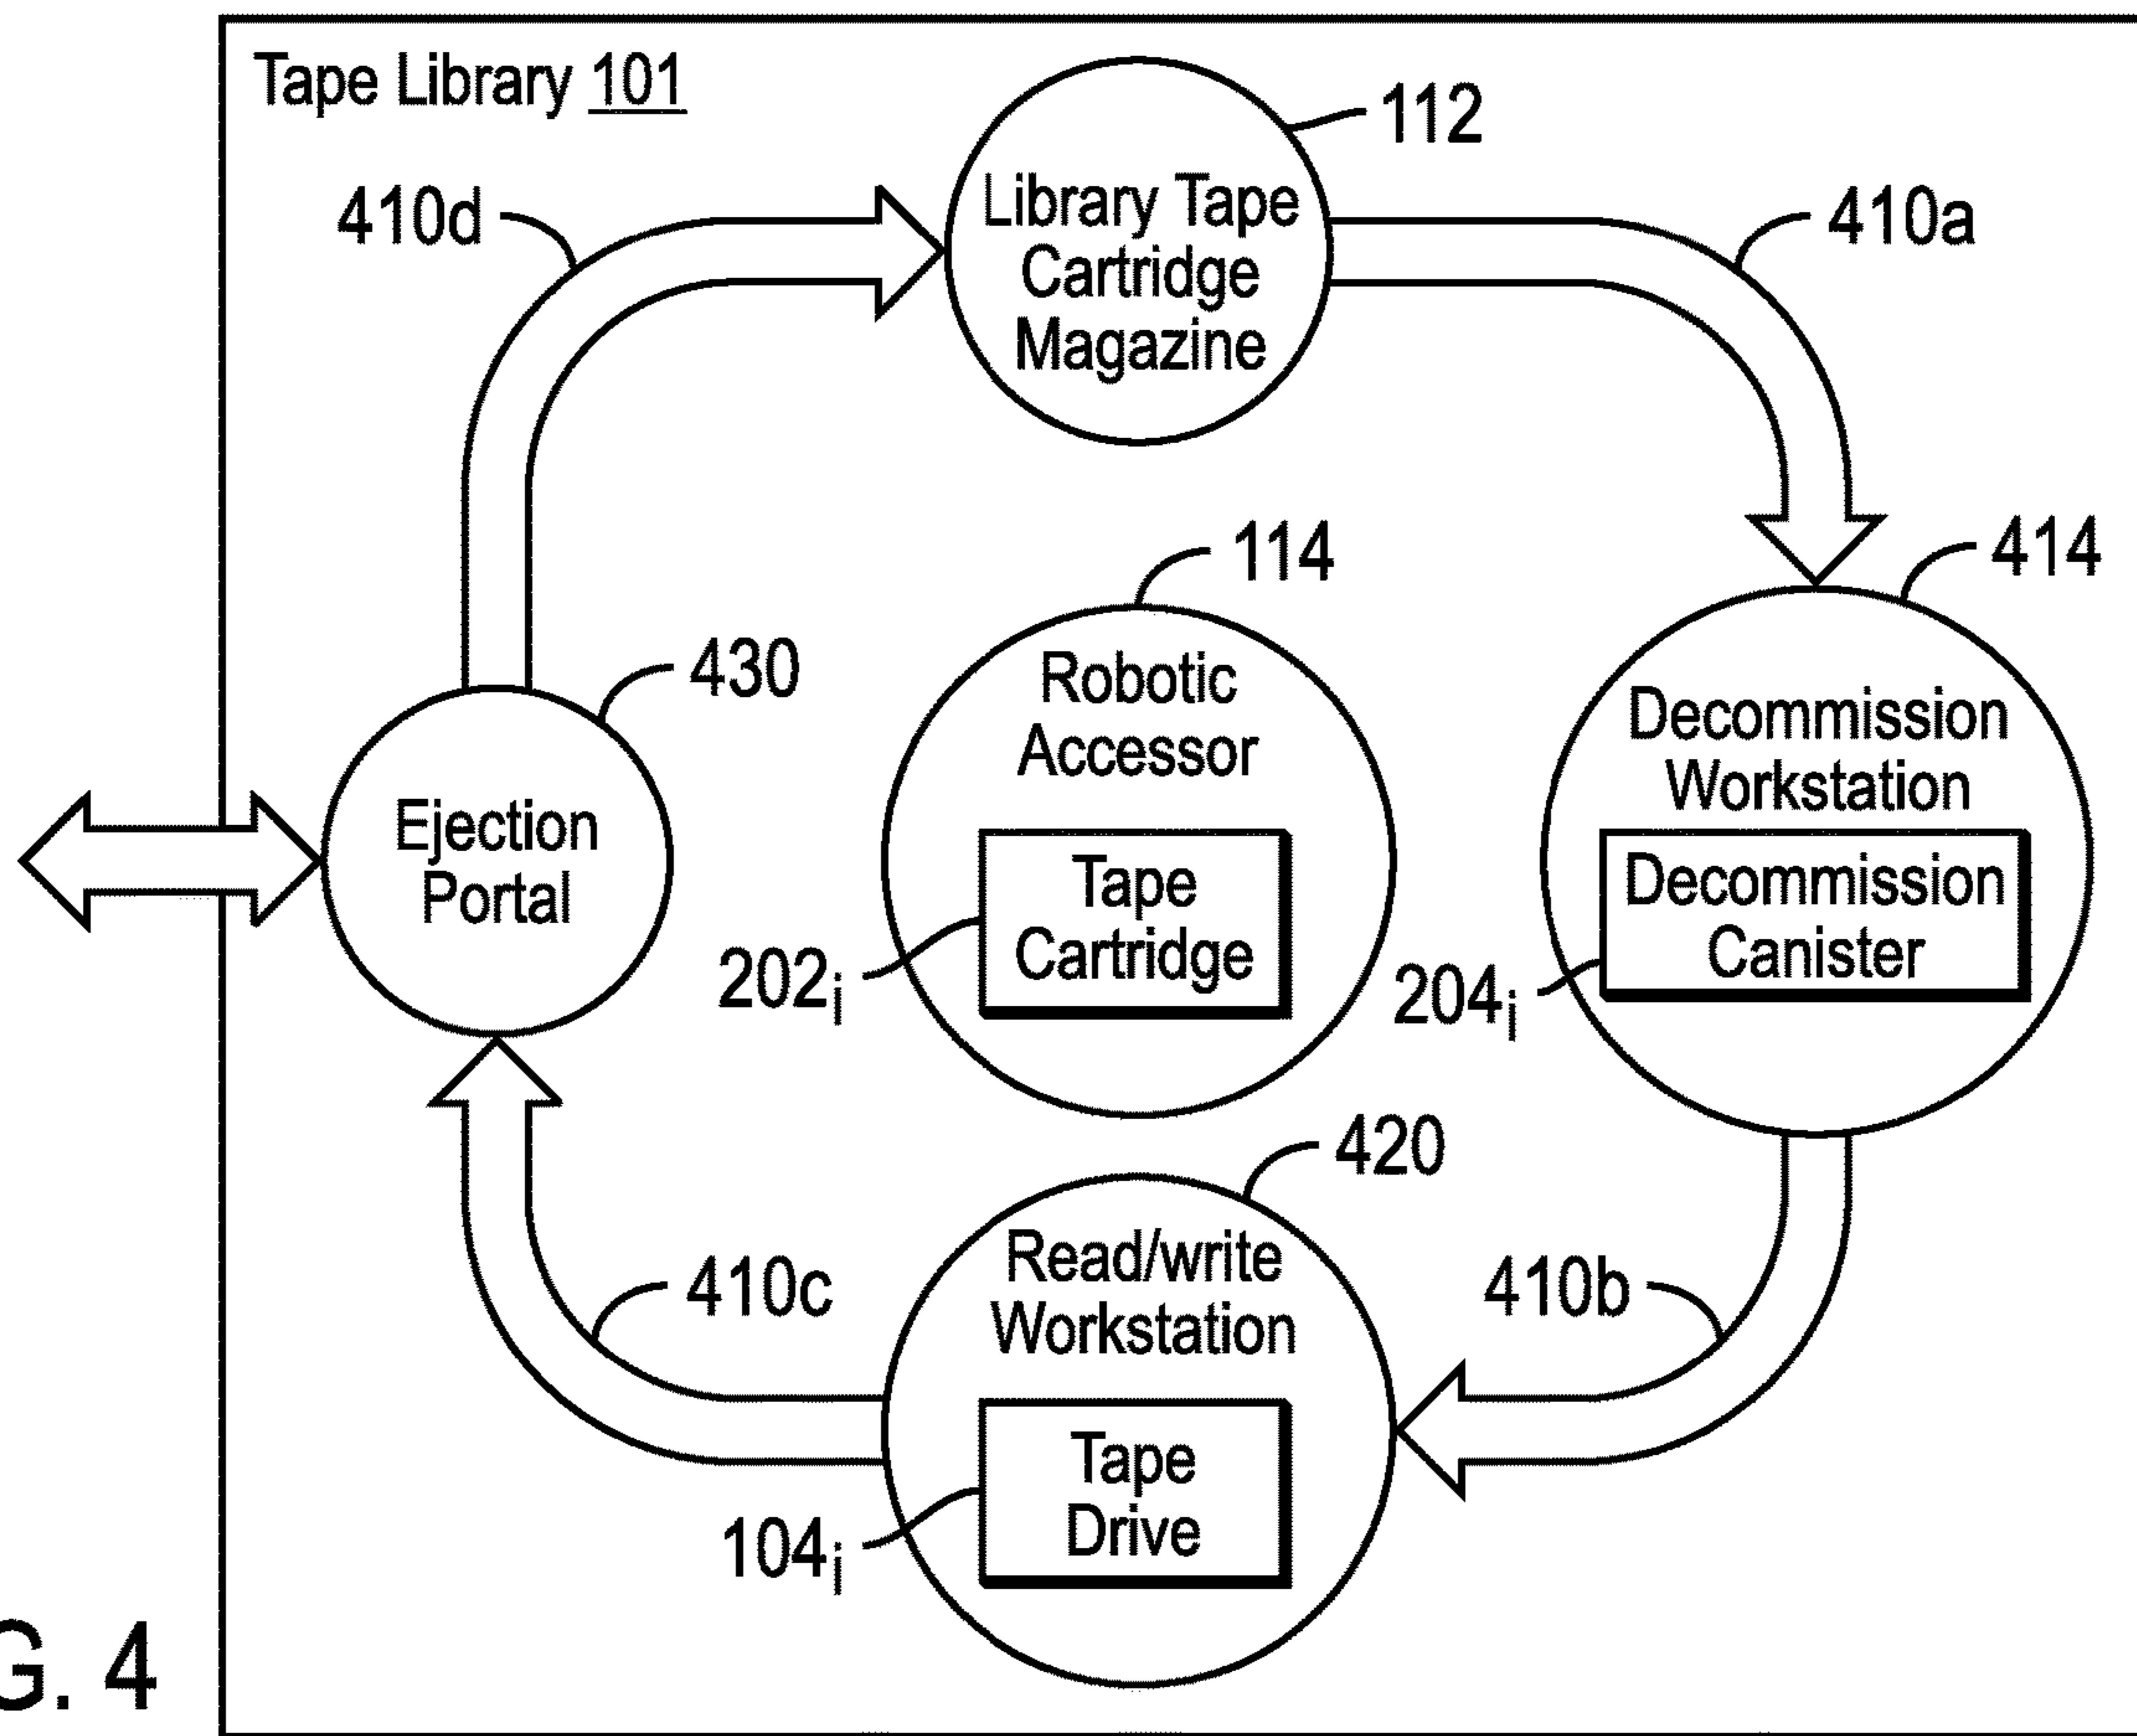 Tape Library 101
112
Library Tape
Cartridge
Magazine
410d
410a
114
414
430
Robotic
Accessor
Decommission
Workstation
Ejection
Portal
Tape
Cartridge
Decommission
Canister
202i
204i
420
Read/write
Workstation
410c
410b
Tape
Drive
104i
G. 4